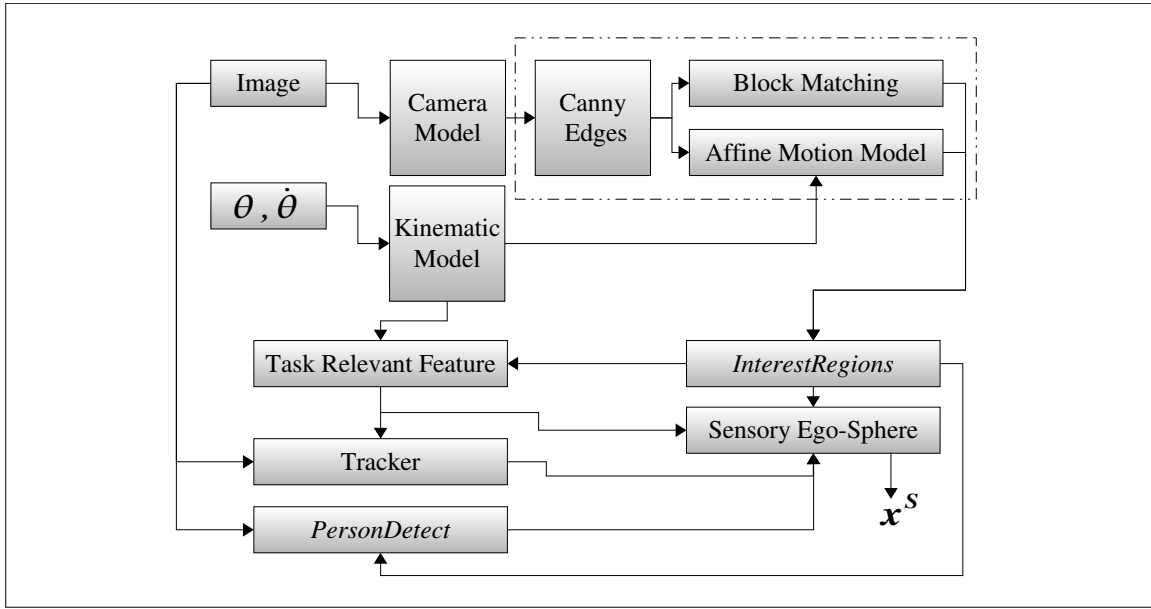 Image
Camera
Model
Canny
Edges
Block Matching
Affine Motion Model
θ , θ̇
Kinematic
Model
Task Relevant Feature
InterestRegions
Sensory Ego-Sphere
Tracker
PersonDetect
x^S